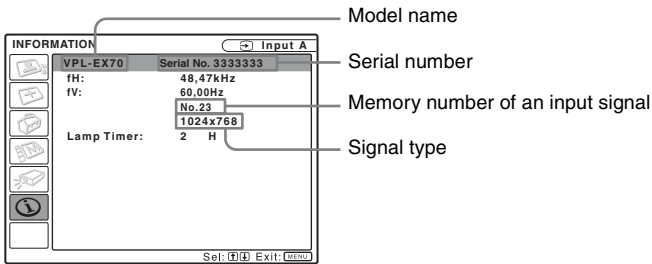 Model name
INFORMATION Input A
VPL-EX70 Serial No. 3333333
Serial number
fH: 48,47kHz
fV: 60,00Hz
No.23
Memory number of an input signal
1024x768
Lamp Timer: 2 H
Signal type
Sel: Exit: MENU